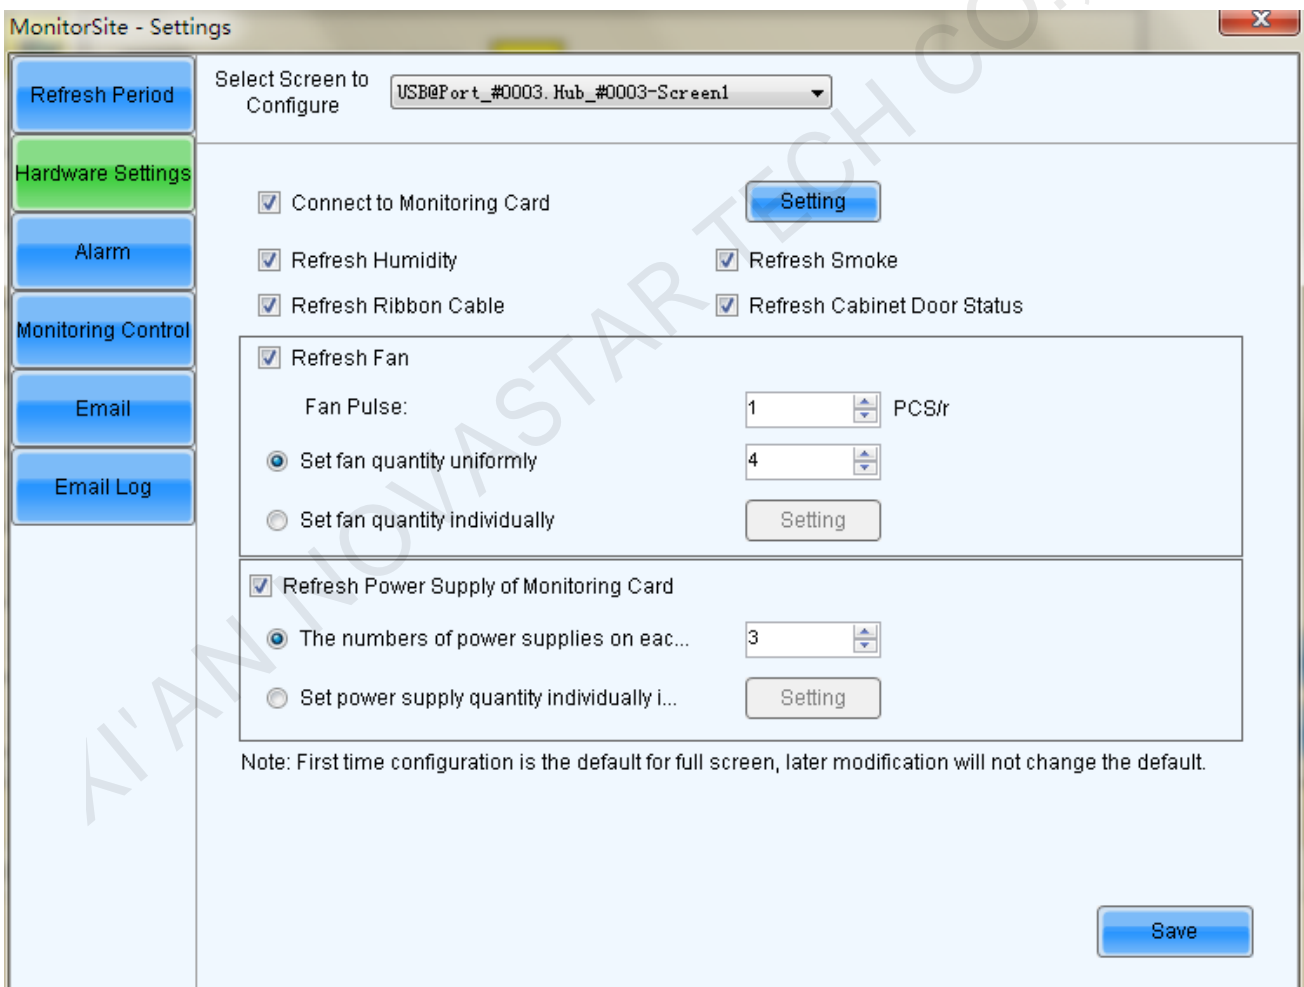 MonitorSite - Settings
X
Refresh Period
Hardware Settings
Alarm
Monitoring Control
Email
Email Log
Select Screen to
Configure
USB@Port_#0003.Hub_#0003-Screen1
Connect to Monitoring Card
Setting
Refresh Humidity
Refresh Smoke
Refresh Ribbon Cable
Refresh Cabinet Door Status
Refresh Fan
Fan Pulse:
1
PCS/r
Set fan quantity uniformly
4
Set fan quantity individually
Setting
Refresh Power Supply of Monitoring Card
The numbers of power supplies on eac...
3
Set power supply quantity individually i...
Setting
Note: First time configuration is the default for full screen, later modification will not change the default.
Save
XI'AN NOVASTAR TECH CO.,